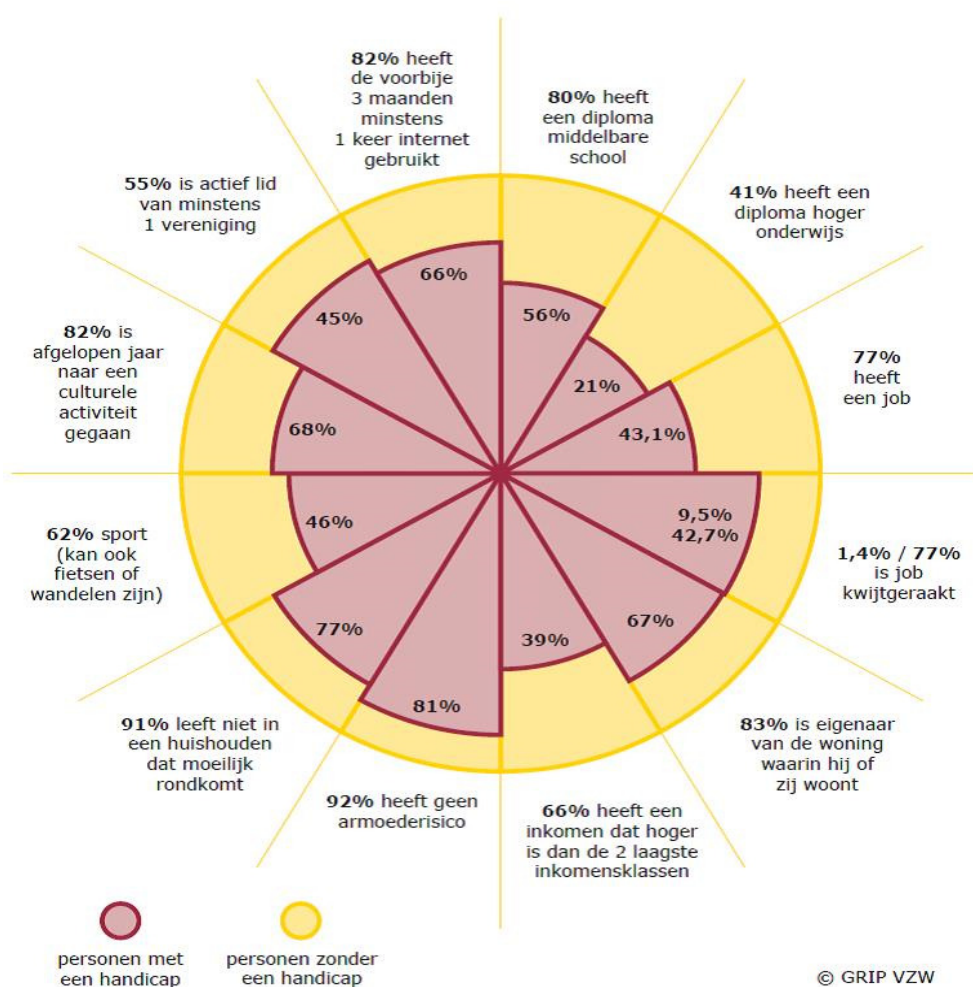 82% heeft
de voorbije
3 maanden
minstens
1 keer internet
gebruikt
80% heeft
een diploma
middelbare
school
41% heeft een
diploma hoger
onderwijs
77%
heeft
een job
1,4% / 77%
is job
kwijtgeraakt
83% is eigenaar
van de woning
waarin hij of
zij woont
66% heeft een
inkomen dat hoger
is dan de 2 laagste
inkomensklassen
92% heeft geen
armoederisico
91% leeft niet in
een huishouden
dat moeilijk
rondkomt
62% sport
(kan ook
fietsen of
wandelen zijn)
82% is
afgelopen jaar
naar een
culturele
activiteit
gegaan
55% is actief lid
van minstens
1 vereniging
66%
56%
21%
43,1%
9,5%
42,7%
67%
39%
81%
77%
46%
68%
45%
personen met
een handicap
personen zonder
een handicap
© GRIP VZW